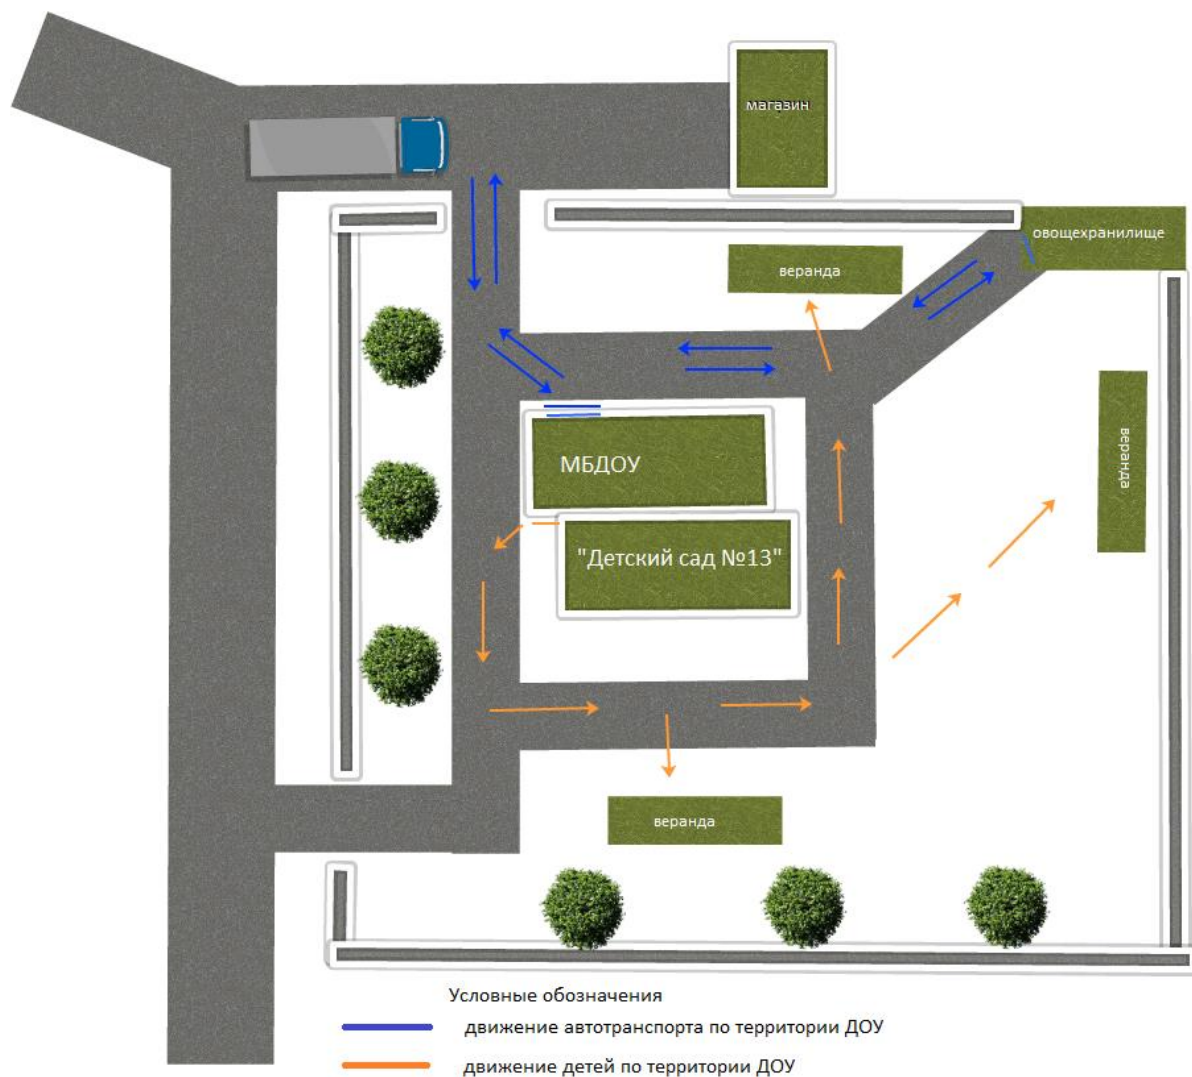 магазин
овощехранилище
веранда
веранда
МБДОУ
"Детский сад №13"
веранда
Условные обозначения
движение автотранспорта по территории ДОУ
движение детей по территории ДОУ